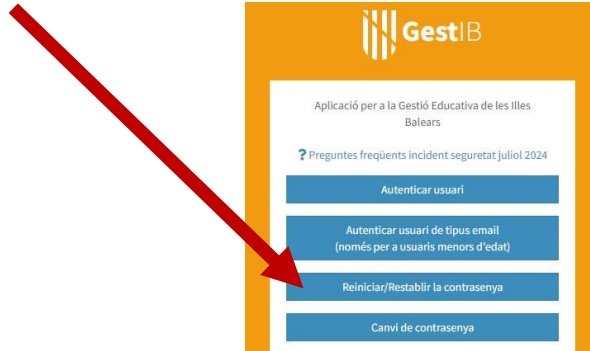 GestIB
Aplicació per a la Gestió Educativa de les Illes
Balears
? Preguntes freqüents incident seguretat juliol 2024
Autenticar usuari
Autenticar usuari de tipus email
(només per a usuaris menors d'edat)
Reiniciar/Restablir la contrasenya
Canvi de contrasenya